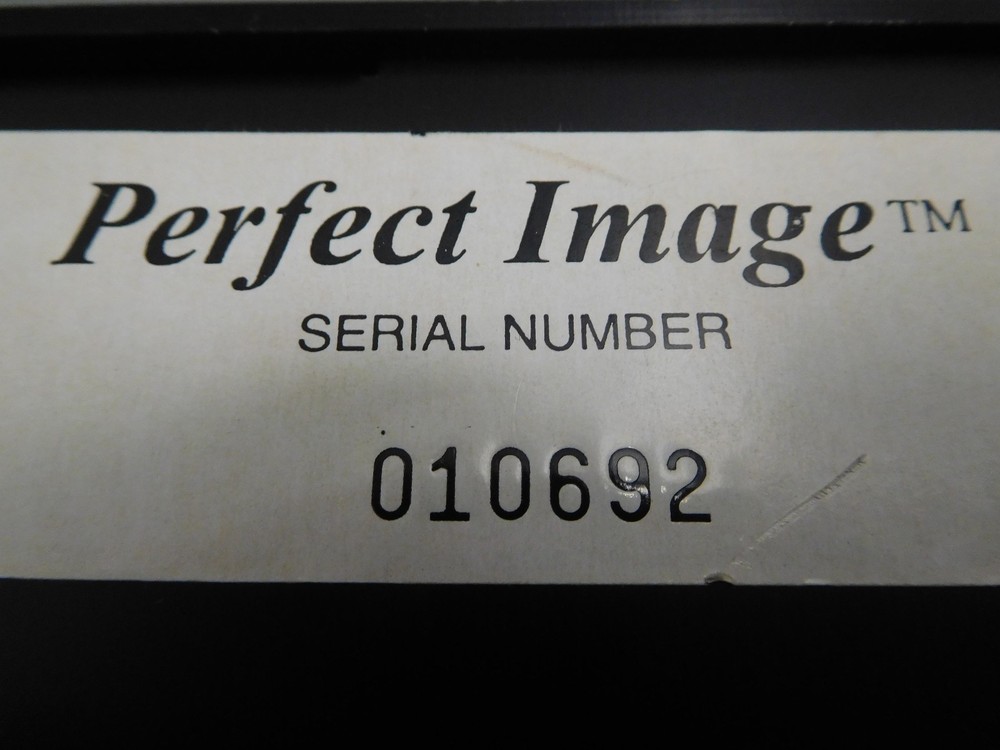 Perfect Image™
SERIAL NUMBER
010692